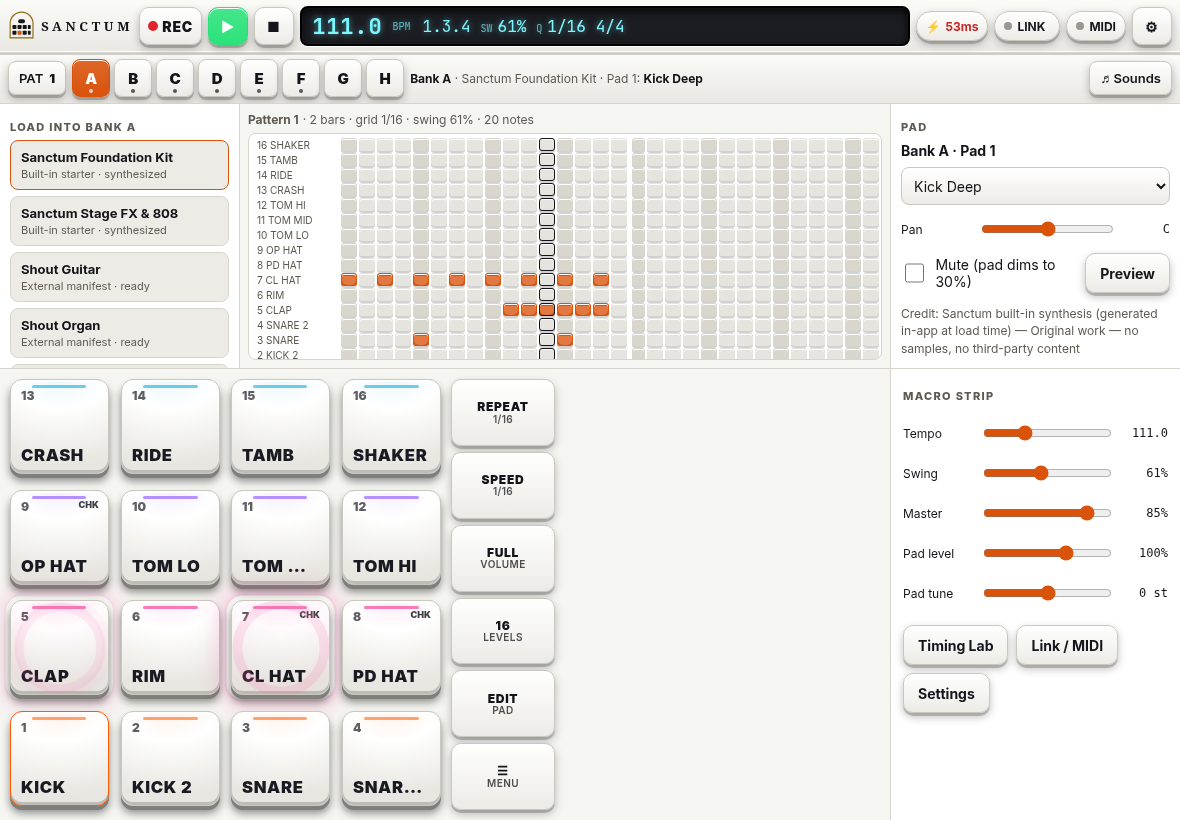 SANCTUM
REC
111.0 BPM 1.3.4 SW 61% Q 1/16 4/4
⚡ 53ms
LINK
MIDI
PAT 1
A
B
C
D
E
F
G
H
Bank A · Sanctum Foundation Kit · Pad 1: Kick Deep
♬ Sounds
LOAD INTO BANK A
Sanctum Foundation Kit
Built-in starter · synthesized
Sanctum Stage FX & 808
Built-in starter · synthesized
Shout Guitar
External manifest · ready
Shout Organ
External manifest · ready
Pattern 1 · 2 bars · grid 1/16 · swing 61% · 20 notes
16 SHAKER
15 TAMB
14 RIDE
13 CRASH
12 TOM HI
11 TOM MID
10 TOM LO
9 OP HAT
8 PD HAT
7 CL HAT
6 RIM
5 CLAP
4 SNARE 2
3 SNARE
2 KICK 2
PAD
Bank A · Pad 1
Kick Deep
Pan C
Mute (pad dims to
30%)
Preview
Credit: Sanctum built-in synthesis (generated
in-app at load time) — Original work — no
samples, no third-party content
13
CRASH
14
RIDE
15
TAMB
16
SHAKER
REPEAT
1/16
9 CHK
OP HAT
10
TOM LO
11
TOM ...
12
TOM HI
SPEED
1/16
FULL
VOLUME
5
CLAP
6
RIM
7 CHK
CL HAT
8 CHK
PD HAT
16
LEVELS
EDIT
PAD
1
KICK
2
KICK 2
3
SNARE
4
SNAR...
☰
MENU
MACRO STRIP
Tempo 111.0
Swing 61%
Master 85%
Pad level 100%
Pad tune 0 st
Timing Lab
Link / MIDI
Settings